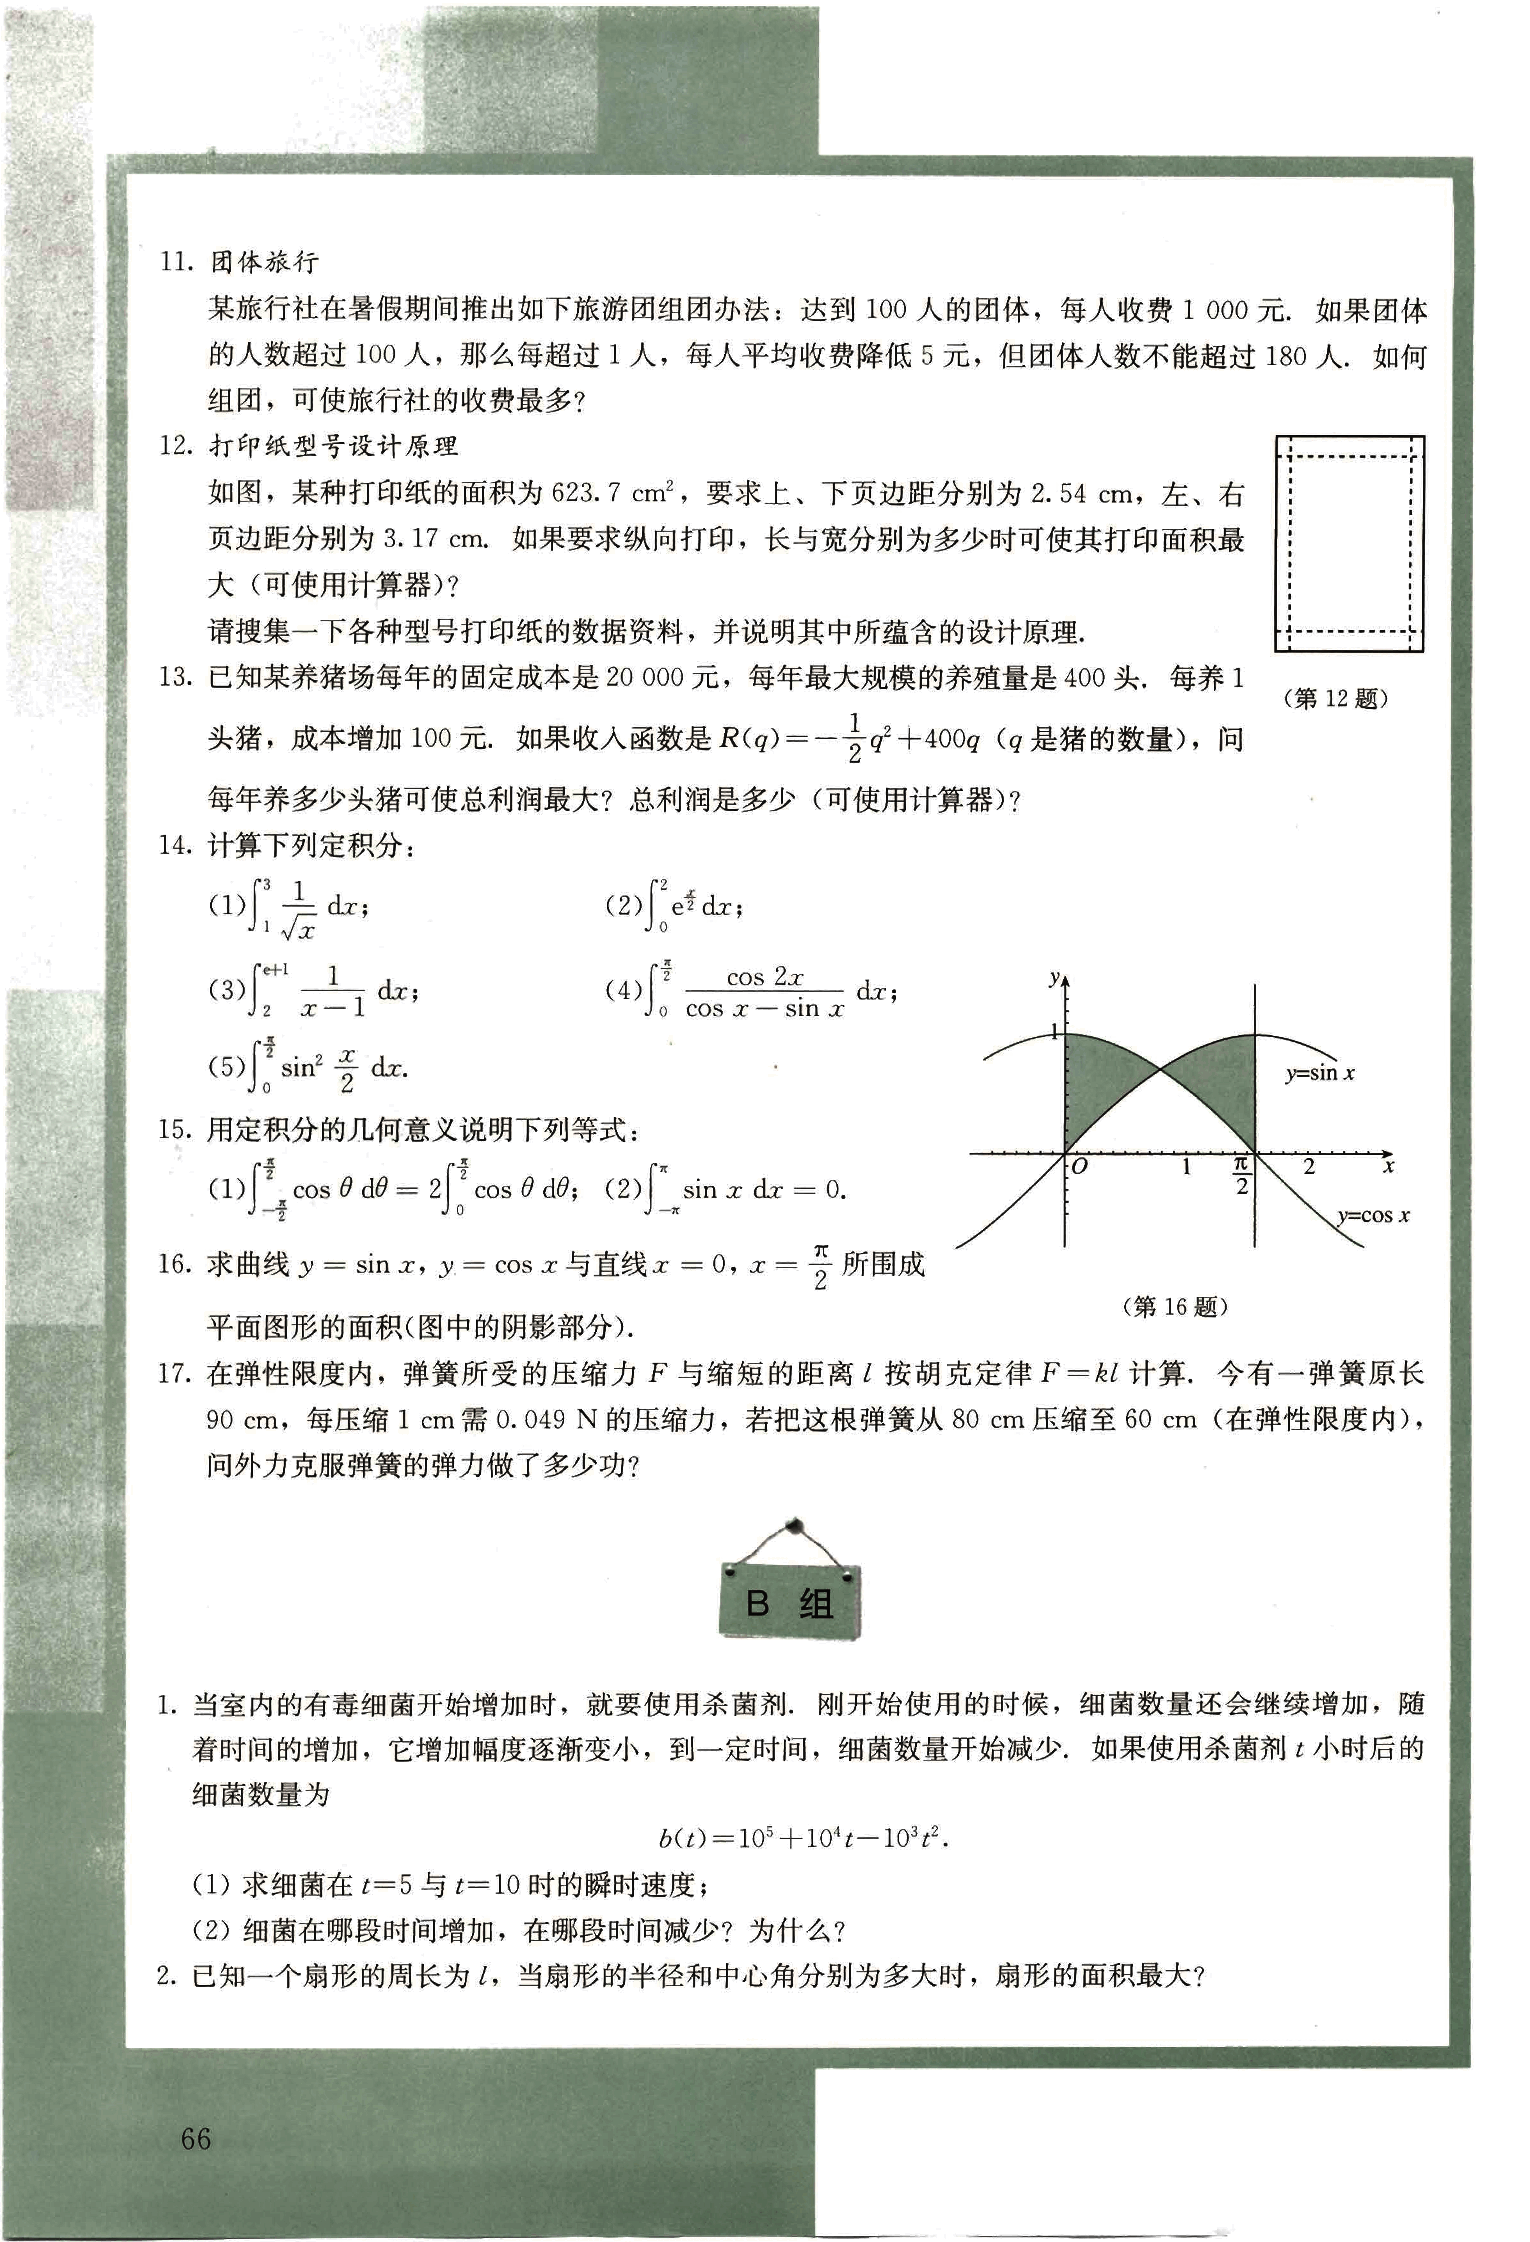 11. 团体旅行
某旅行社在暑假期间推出如下旅游团组团办法：达到 100 人的团体，每人收费 1 000 元. 如果团体
的人数超过 100 人，那么每超过 1 人，每人平均收费降低 5 元，但团体人数不能超过 180 人. 如何
组团，可使旅行社的收费最多?
12. 打印纸型号设计原理
如图，某种打印纸的面积为 623.7 cm²，要求上、下页边距分别为 2.54 cm，左、右
页边距分别为 3.17 cm. 如果要求纵向打印，长与宽分别为多少时可使其打印面积最
大（可使用计算器）?
请搜集一下各种型号打印纸的数据资料，并说明其中所蕴含的设计原理.
（第 12 题）
13. 已知某养猪场每年的固定成本是 20 000 元，每年最大规模的养殖量是 400 头. 每养 1
头猪，成本增加 100 元. 如果收入函数是 R(q)=−\frac{1}{2}q²+400q（q 是猪的数量），问
每年养多少头猪可使总利润最大? 总利润是多少（可使用计算器）?
14. 计算下列定积分：
(1)∫_{1}^{3} \frac{1}{√x} dx; (2)∫_{0}^{2} e^{\frac{x}{2}} dx;
(3)∫_{2}^{e+1} \frac{1}{x−1} dx; (4)∫_{0}^{\frac{π}{2}} \frac{cos 2x}{cos x−sin x} dx;
(5)∫_{0}^{\frac{π}{2}} sin² \frac{x}{2} dx.
15. 用定积分的几何意义说明下列等式：
(1)∫_{−\frac{π}{2}}^{\frac{π}{2}} cos θ dθ = 2∫_{0}^{\frac{π}{2}} cos θ dθ; (2)∫_{−π}^{π} sin x dx = 0.
16. 求曲线 y = sin x，y = cos x 与直线 x = 0，x = \frac{π}{2} 所围成
平面图形的面积(图中的阴影部分).
y
1
y=sin x
O 1 \frac{π}{2} 2 x
y=cos x
（第 16 题）
17. 在弹性限度内，弹簧所受的压缩力 F 与缩短的距离 l 按胡克定律 F=kl 计算. 今有一弹簧原长
90 cm，每压缩 1 cm 需 0.049 N 的压缩力，若把这根弹簧从 80 cm 压缩至 60 cm（在弹性限度内），
问外力克服弹簧的弹力做了多少功?
B 组
1. 当室内的有毒细菌开始增加时，就要使用杀菌剂. 刚开始使用的时候，细菌数量还会继续增加，随
着时间的增加，它增加幅度逐渐变小，到一定时间，细菌数量开始减少. 如果使用杀菌剂 t 小时后的
细菌数量为
b(t)=10⁵+10⁴t−10³t².
（1）求细菌在 t=5 与 t=10 时的瞬时速度；
（2）细菌在哪段时间增加，在哪段时间减少? 为什么?
2. 已知一个扇形的周长为 l，当扇形的半径和中心角分别为多大时，扇形的面积最大?
66